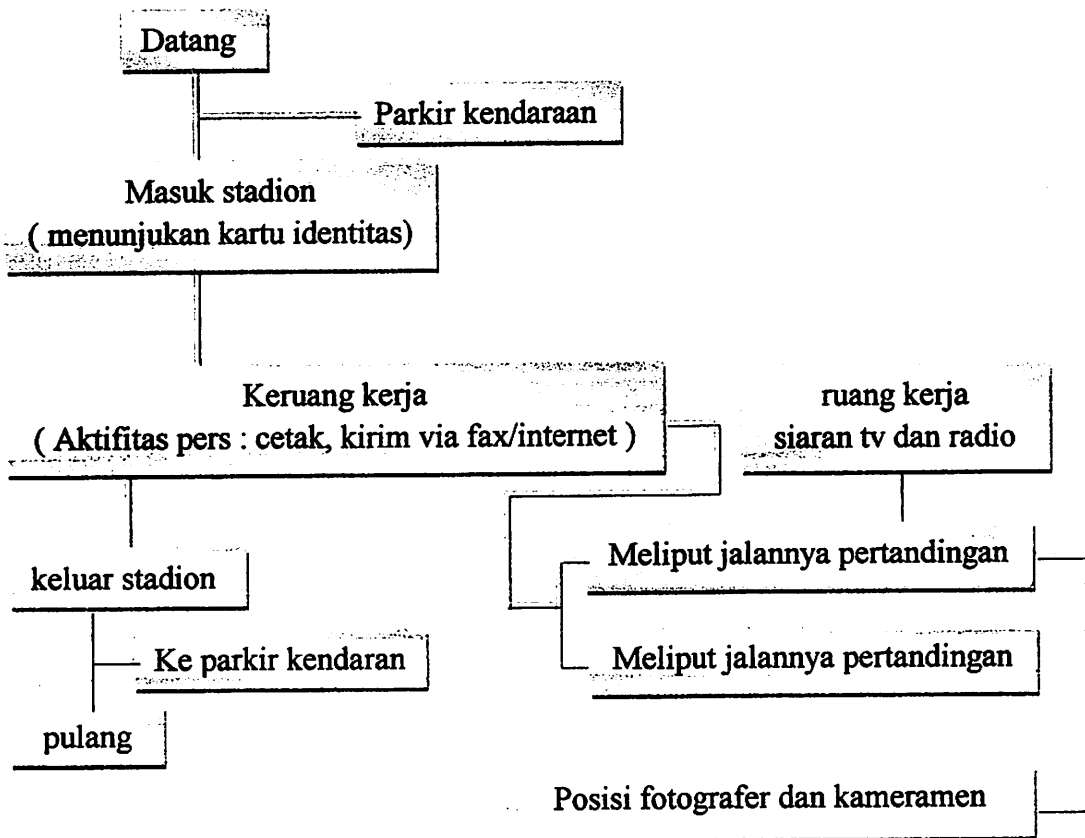 Datang
Parkir kendaraan
Masuk stadion
( menunjukan kartu identitas)
Keruang kerja
( Aktifitas pers : cetak, kirim via fax/internet )
ruang kerja
siaran tv dan radio
Meliput jalannya pertandingan
keluar stadion
Ke parkir kendaran
Meliput jalannya pertandingan
pulang
Posisi fotografer dan kameramen